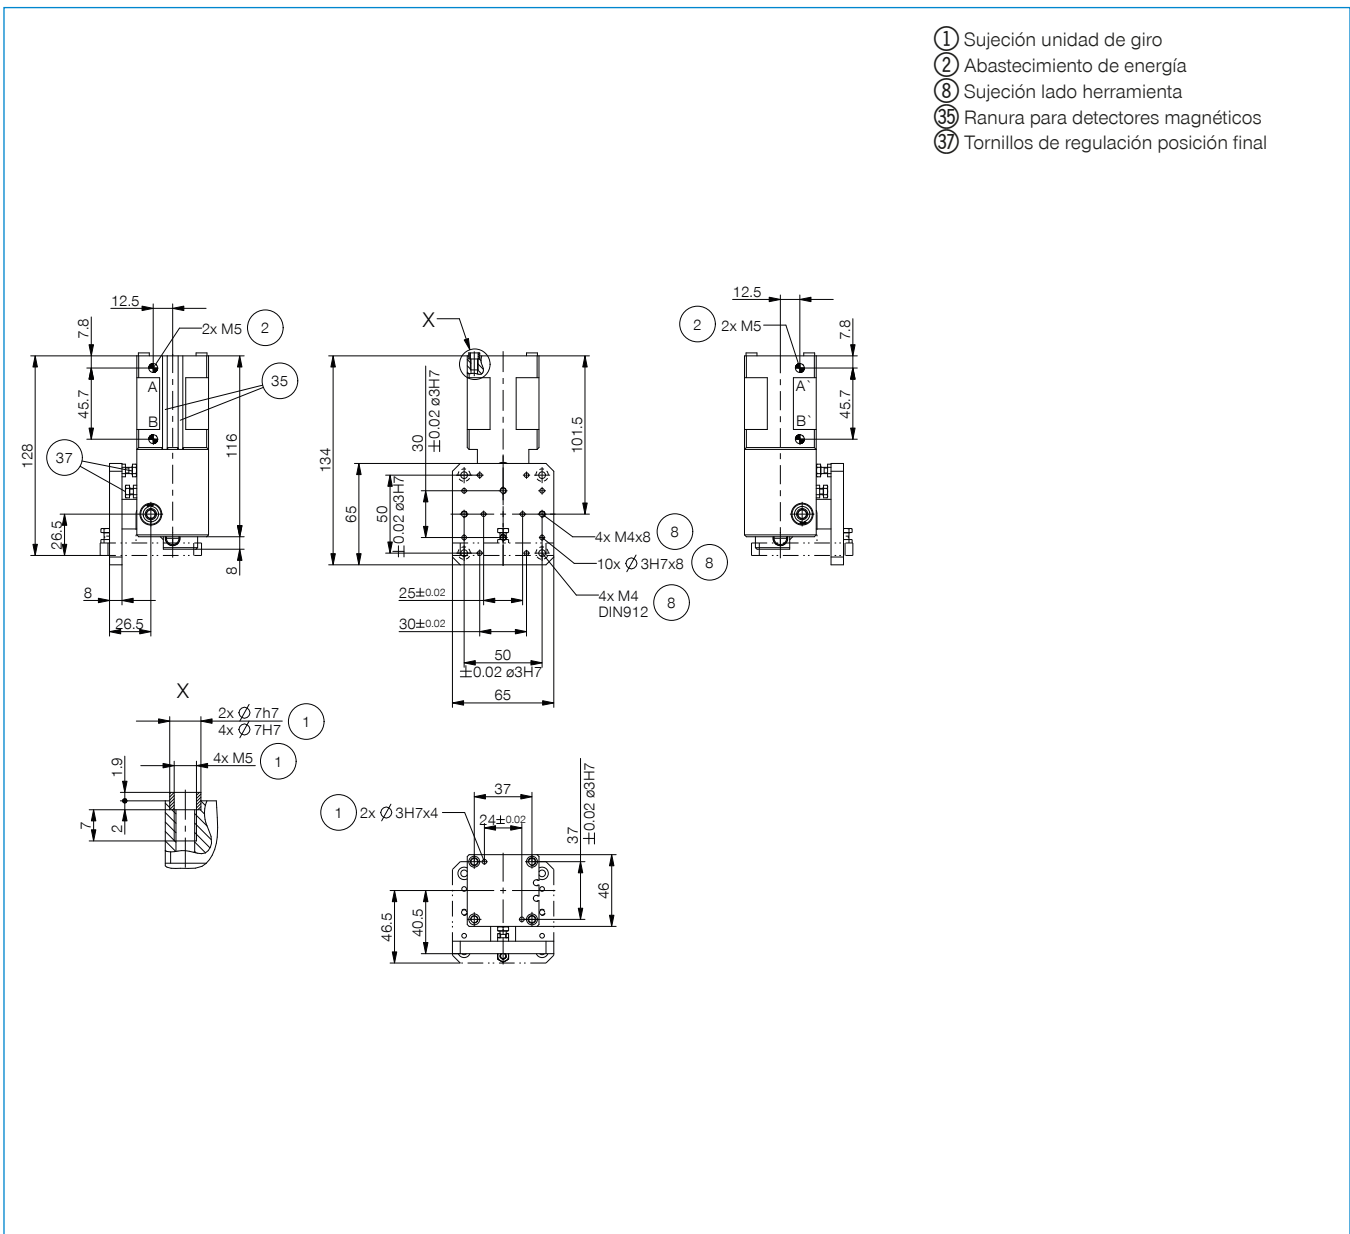 1 Sujeción unidad de giro
2 Abastecimiento de energía
8 Sujeción lado herramienta
35 Ranura para detectores magnéticos
37 Tornillos de regulación posición final
12.5
7.8
2x M5 2
35
A
B
45.7
128
116
37
26.5
8
8
26.5
X
134
30
±0.02 ø3H7
101.5
65
50
±0.02 ø3H7
4x M4x8 8
10x Ø 3H7x8 8
4x M4 8
DIN912
25±0.02
30±0.02
50
±0.02 ø3H7
65
12.5
7.8
2 2x M5
A`
B`
45.7
X
2x Ø 7h7 1
4x Ø 7H7
4x M5 1
1.9
7
2
1 2x Ø 3H7x4
37
24±0.02
37
±0.02 ø3H7
46
46.5
40.5